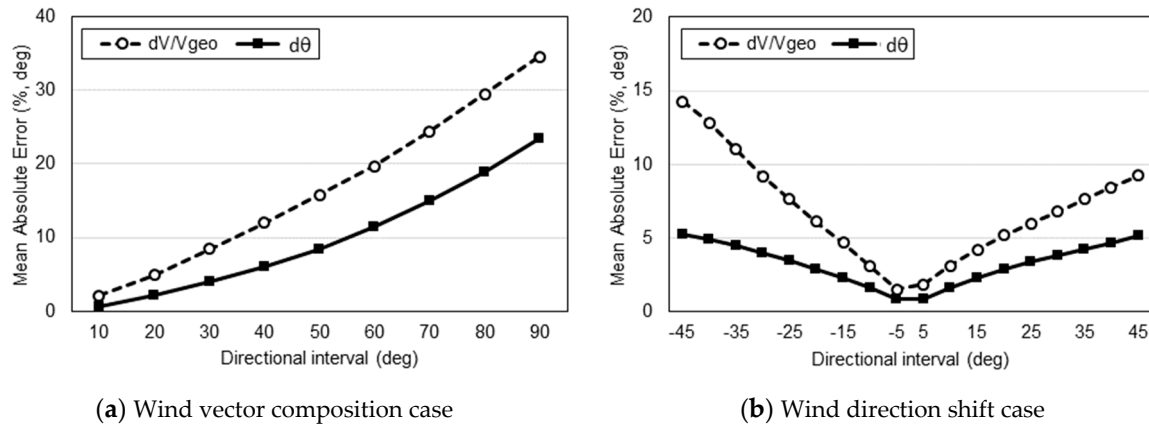 40
30
20
10
0
Mean Absolute Error (%, deg)
dV/Vgeo
dθ
10 20 30 40 50 60 70 80 90
Directional interval (deg)
(a) Wind vector composition case
20
15
10
5
0
Mean Absolute Error (%, deg)
dV/Vgeo
dθ
-45 -35 -25 -15 -5 5 15 25 35 45
Directional interval (deg)
(b) Wind direction shift case